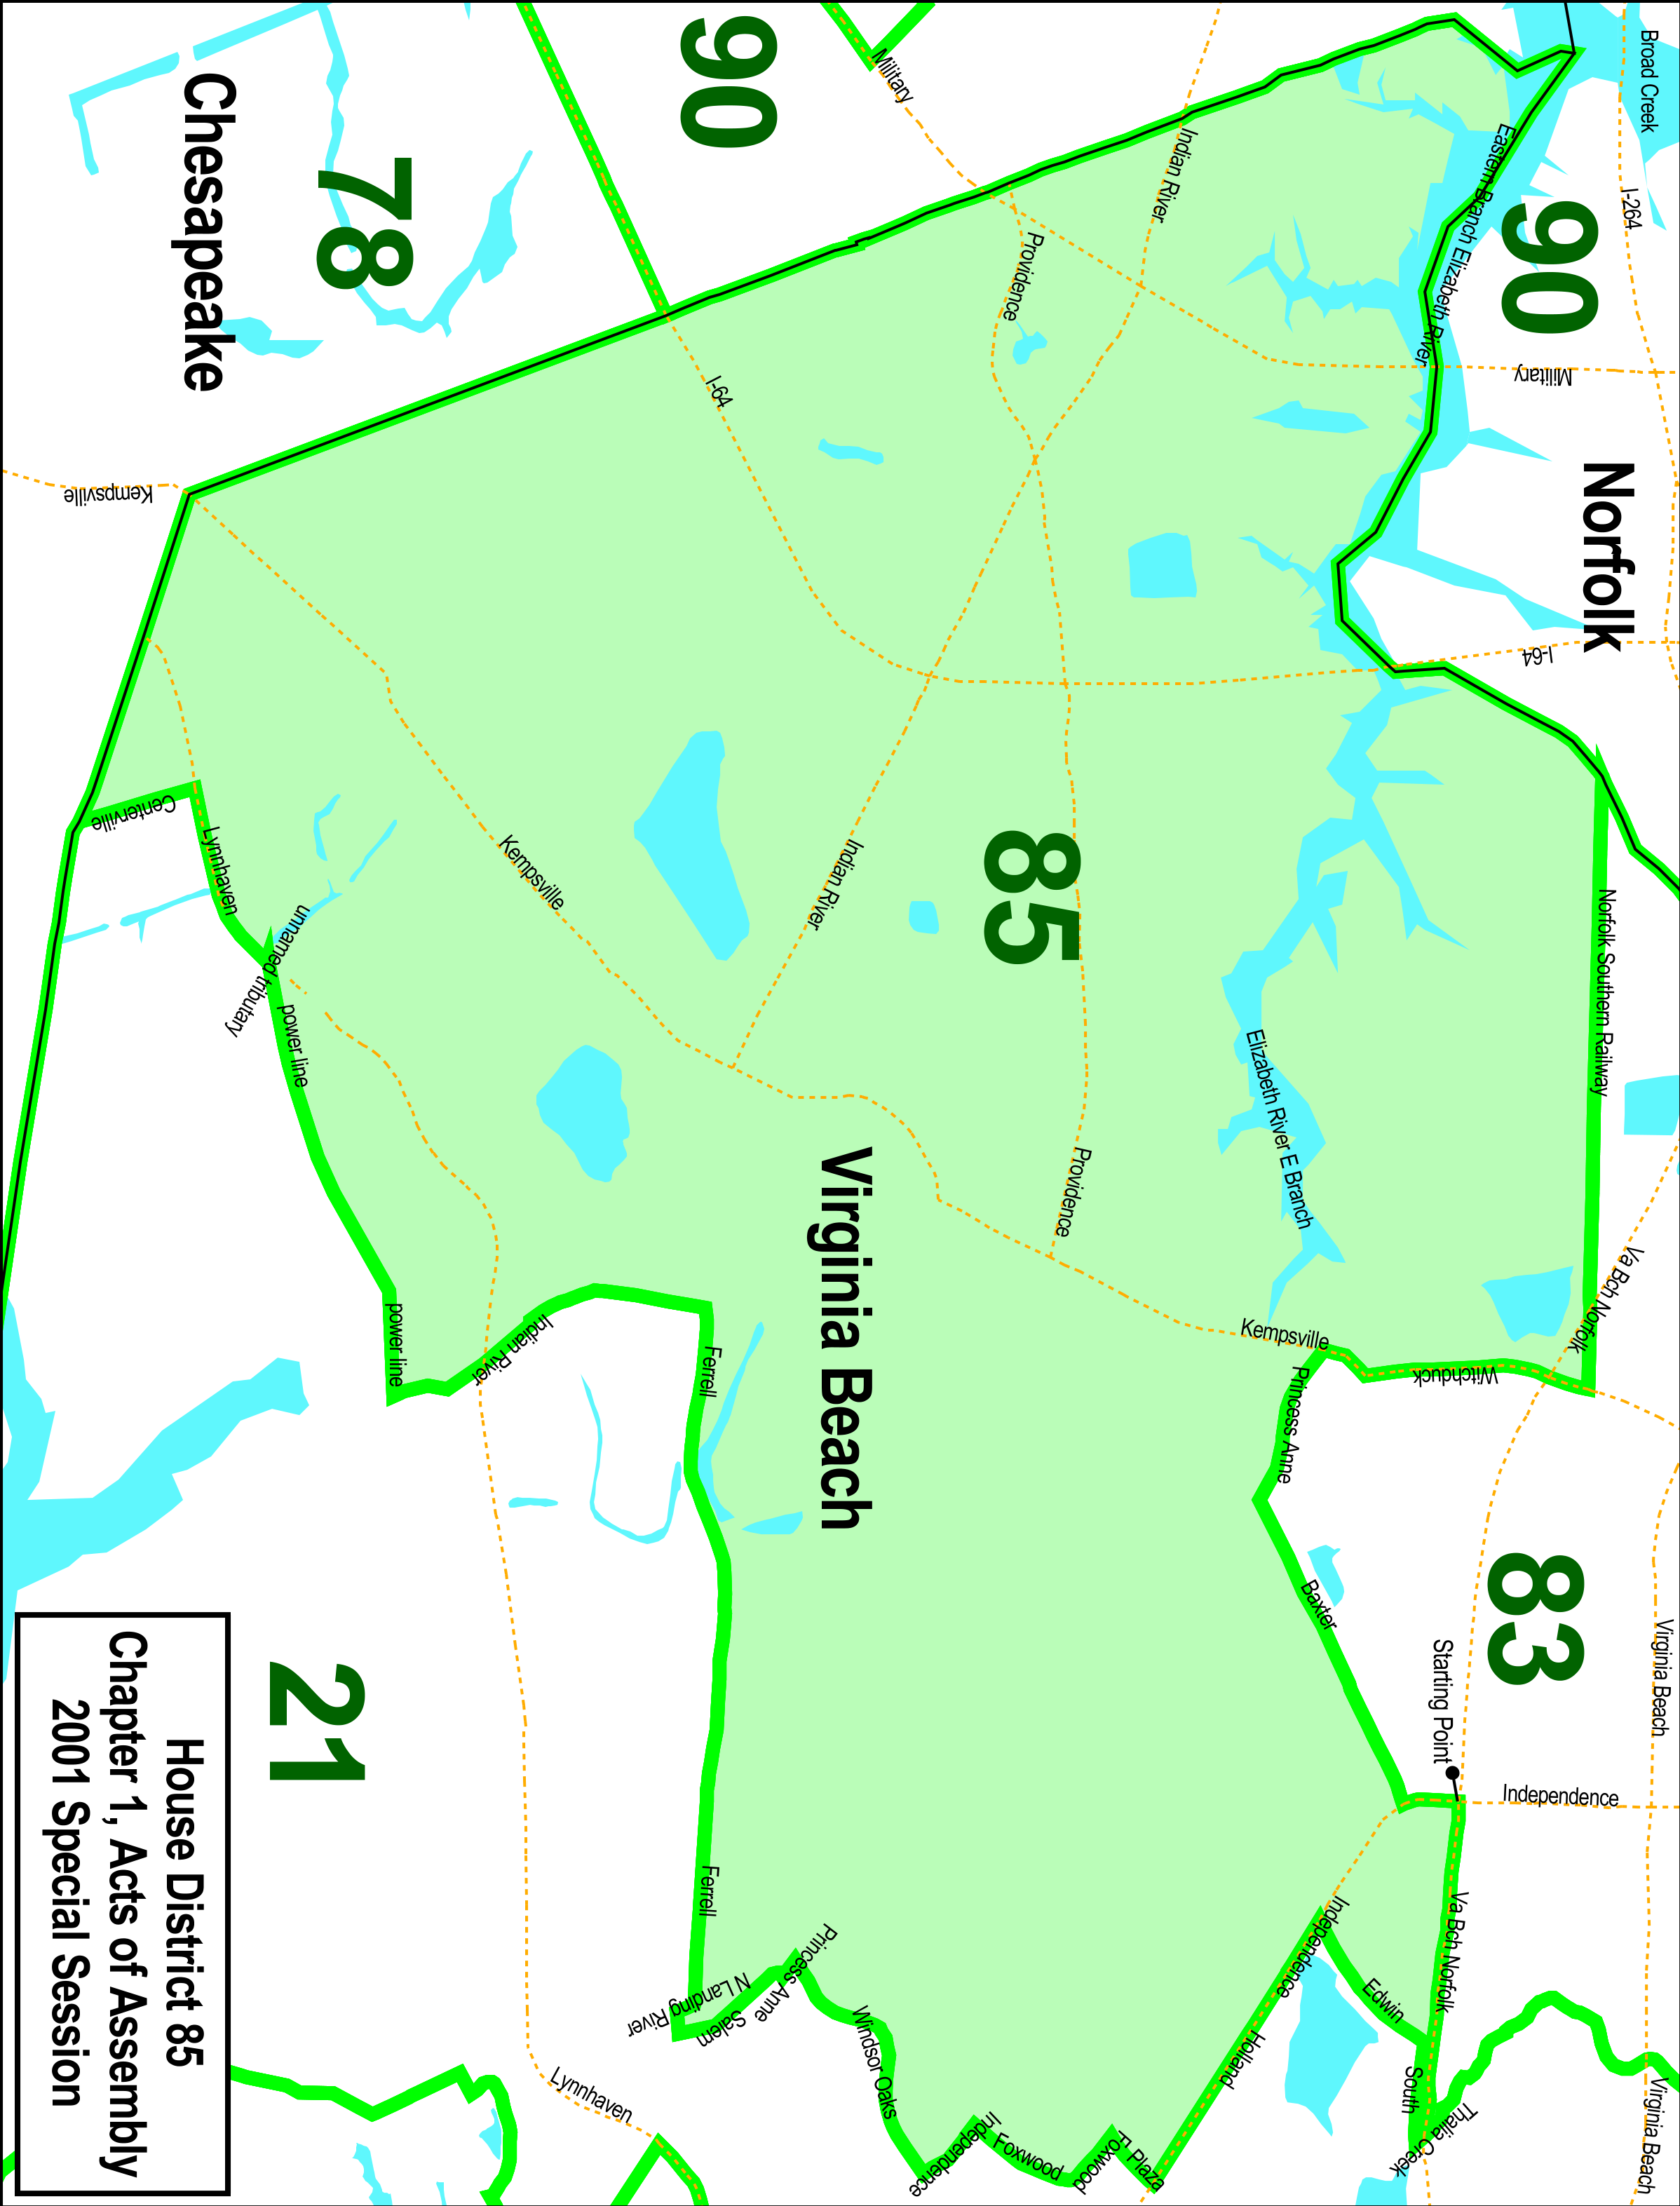 Broad Creek
I-264
90
Norfolk
Eastern Branch Elizabeth River
Military
I-64
Indian River
Military
90
Providence
78
Chesapeake
I-64
Kempsville
Norfolk Southern Railway
85
Indian River
Kempsville
Centerville
Lynnhaven
unnamed tributary
power line
Elizabeth River E Branch
Providence
Va Bch Norfolk
Virginia Beach
Kempsville
Witchduck
Princess Anne
Ferrell
Indian River
power line
83
Baxter
Virginia Beach
Starting Point
Independence
21
Ferrell
Va Bch Norfolk
Independence
Edwin
Princess Anne
N Landing River
Salem
Windsor Oaks
Holland
South
Thalia Creek
Virginia Beach
Lynnhaven
Independence
Foxwood
Foxwood
F Plaza
House District 85
Chapter 1, Acts of Assembly
2001 Special Session